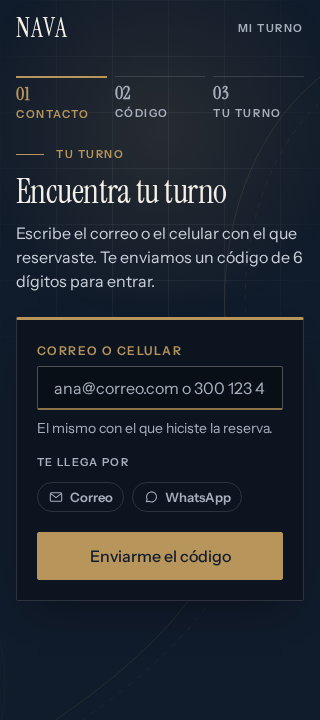 NAVA
MI TURNO
01
CONTACTO
02
CÓDIGO
03
TU TURNO
TU TURNO
Encuentra tu turno
Escribe el correo o el celular con el que
reservaste. Te enviamos un código de 6
dígitos para entrar.
CORREO O CELULAR
ana@correo.com o 300 123 4
El mismo con el que hiciste la reserva.
TE LLEGA POR
Correo
WhatsApp
Enviarme el código